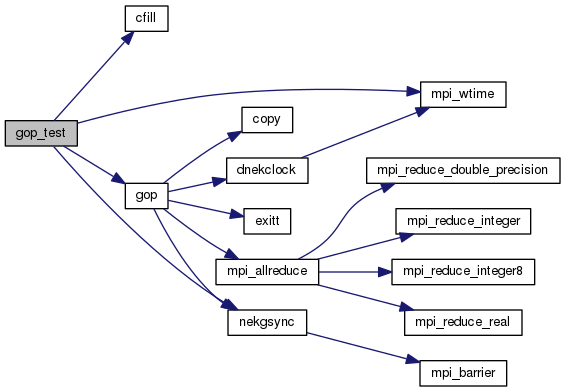 cfill
mpi_wtime
copy
gop_test
dnekclock
mpi_reduce_double_precision
gop
exitt
mpi_reduce_integer
mpi_allreduce
mpi_reduce_integer8
nekgsync
mpi_reduce_real
mpi_barrier